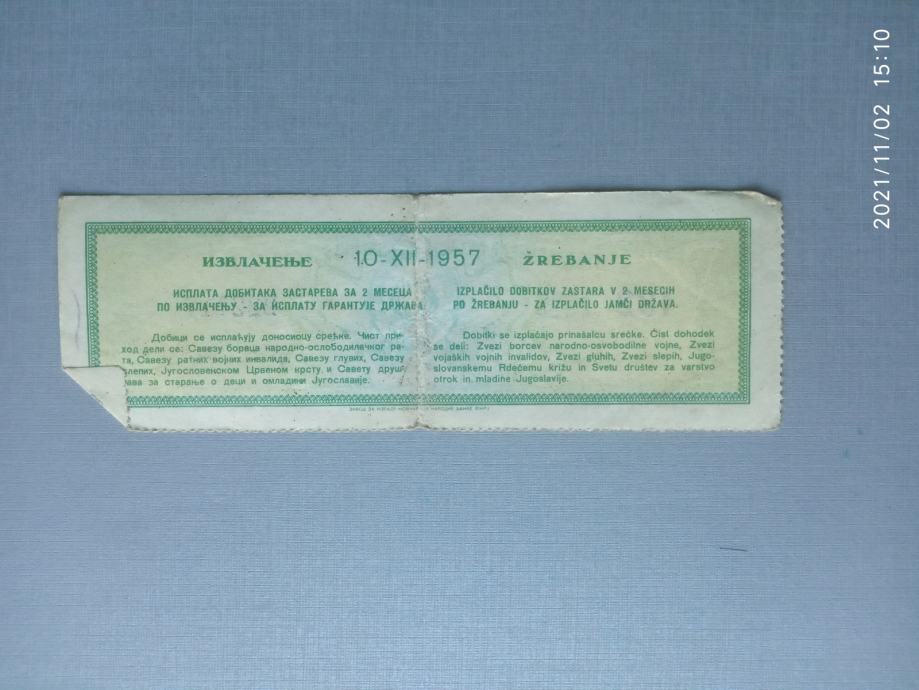 ИЗВЛАЧЕЊЕ 10-XII-1957 ŽREBANJE
ИСПЛАТА ДОБИТАКА ЗАСТАРЕВА ЗА 2 МЕСЕЦА
ПО ИЗВЛАЧЕЊУ - ЗА ИСПЛАТУ ГАРАНТУЈЕ ДРЖАВА
IZPLAČILO DOBITKOV ZASTARA V 2 MESECIH
PO ŽREBANJU - ZA IZPLAČILO JAMČI DRŽAVA.
Добици се исплаћују доносиоцу срећке. Чист при-
ход дели се: Савезу бораца народно-ослободилачког ра-
та, Савезу ратних војних инвалида, Савезу глувих, Савезу
слепих, Југословенском Црвеном крсту и Савету друш-
ава за старање о деци и омладини Југославије.
Dobitki se izplačajo prinašalcu srečke. Čist dohodek
se deli: Zvezi borcev narodno-osvobodilne vojne, Zvezi
vojaških vojnih invalidov, Zvezi gluhih, Zvezi slepih, Jugo-
slovanskemu Rdečemu križu in Svetu društev za varstvo
otrok in mladine Jugoslavije.
2021/11/02 15:10